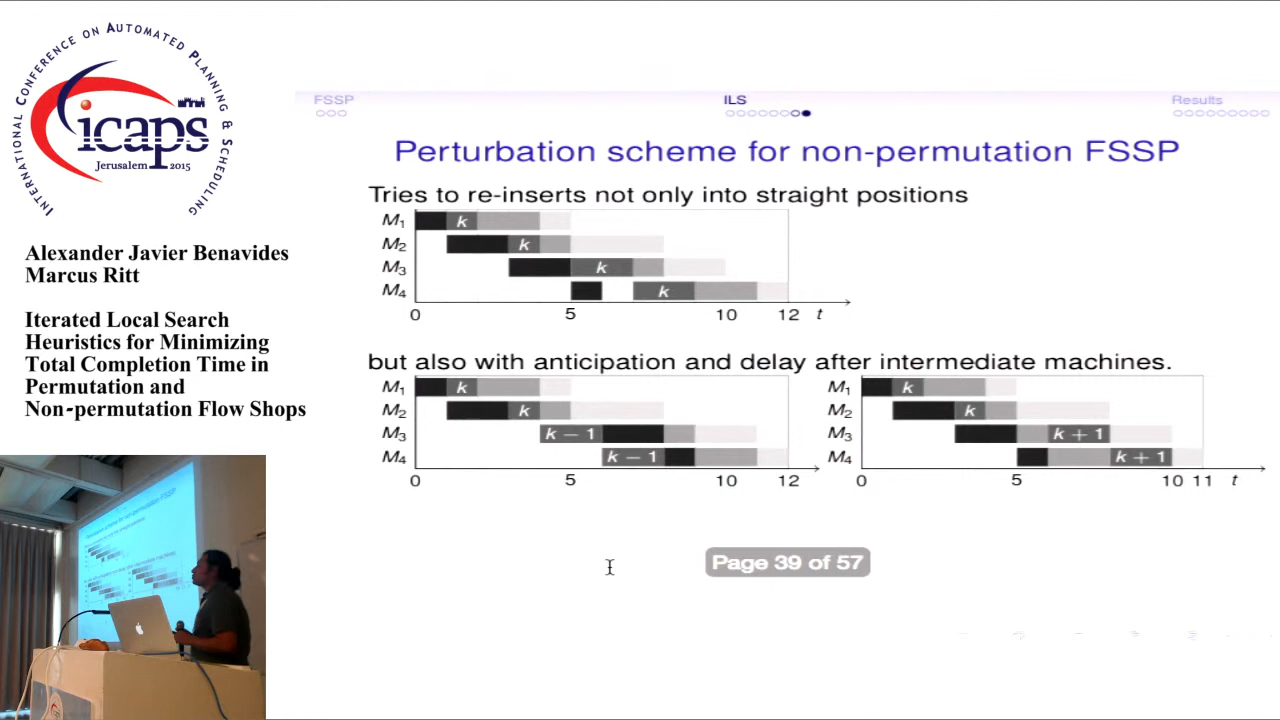 INTERNATIONAL CONFERENCE ON AUTOMATED PLANNING & SCHEDULING
icaps
Jerusalem 2015
Alexander Javier Benavides
Marcus Ritt
Iterated Local Search
Heuristics for Minimizing
Total Completion Time in
Permutation and
Non-permutation Flow Shops
FSSP ILS Results
Perturbation scheme for non-permutation FSSP
Tries to re-inserts not only into straight positions
M1 k
M2 k
M3 k
M4 k
0 5 10 12 t
but also with anticipation and delay after intermediate machines.
M1 k
M2 k
M3 k − 1
M4 k − 1
0 5 10 12
M1 k
M2 k
M3 k + 1
M4 k + 1
0 5 10 11 t
Page 39 of 57